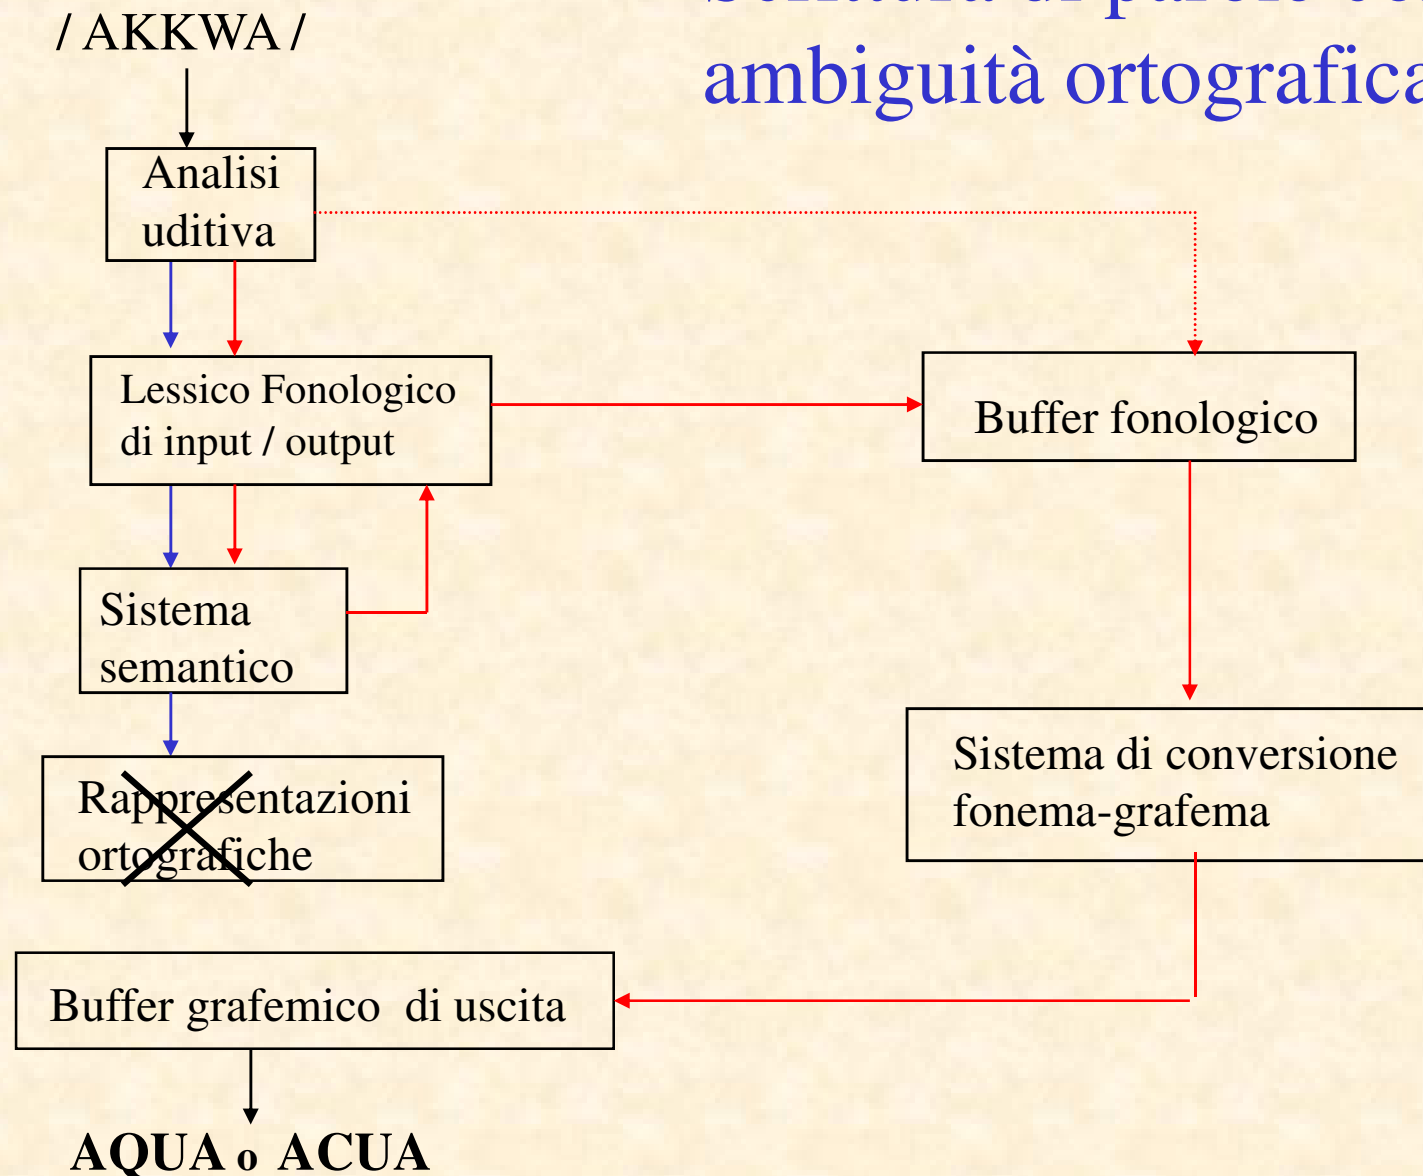 / AKKWA /
ambiguità ortografica
Analisi
uditiva
Lessico Fonologico
di input / output
Buffer fonologico
Sistema
semantico
Sistema di conversione
fonema-grafema
Rappresentazioni
ortografiche
Buffer grafemico di uscita
AQUA o ACUA